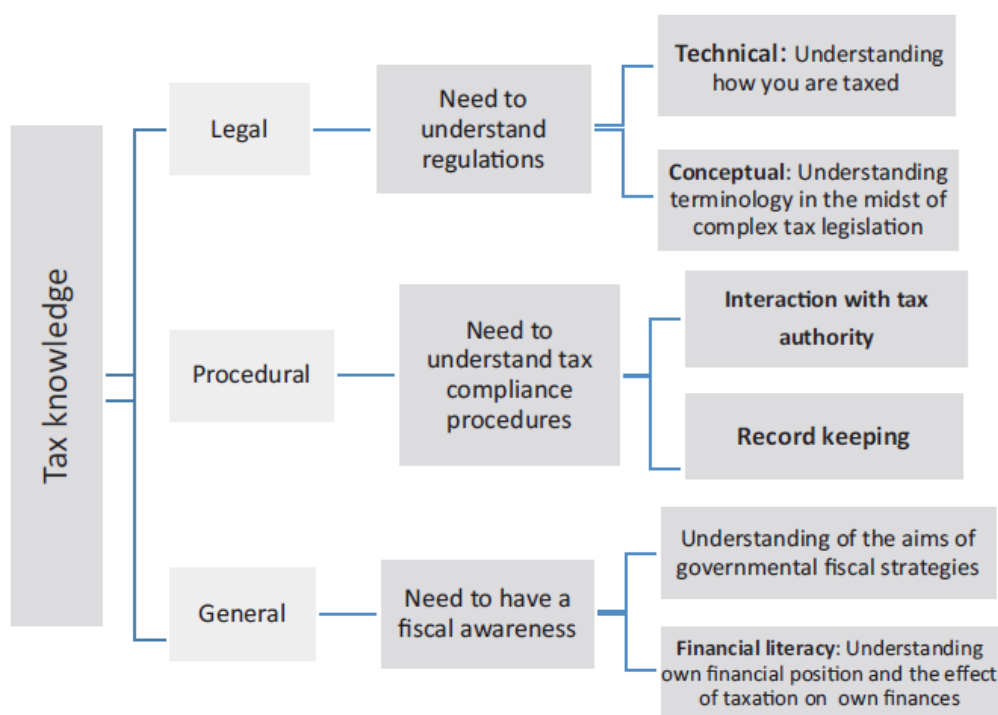 Tax knowledge
Legal
Need to
understand
regulations
Technical: Understanding
how you are taxed
Conceptual: Understanding
terminology in the midst of
complex tax legislation
Procedural
Need to
understand tax
compliance
procedures
Interaction with tax
authority
Record keeping
General
Need to have a
fiscal awareness
Understanding of the aims of
governmental fiscal strategies
Financial literacy: Understanding
own financial position and the effect
of taxation on own finances